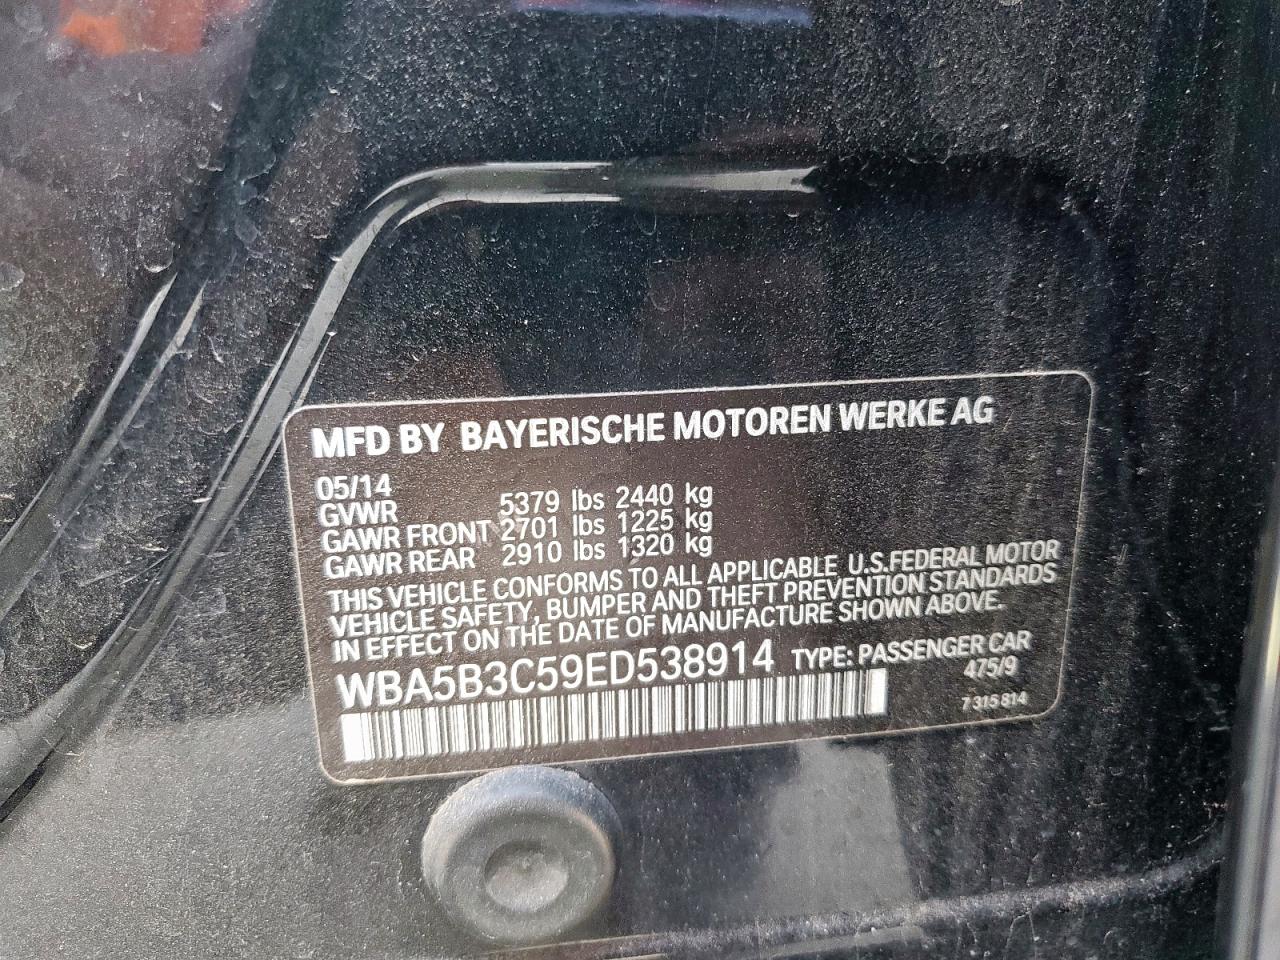 MFD BY BAYERISCHE MOTOREN WERKE AG
05/14
GVWR 5379 lbs 2440 kg
GAWR FRONT 2701 lbs 1225 kg
GAWR REAR 2910 lbs 1320 kg
THIS VEHICLE CONFORMS TO ALL APPLICABLE U.S.FEDERAL MOTOR
VEHICLE SAFETY, BUMPER AND THEFT PREVENTION STANDARDS
IN EFFECT ON THE DATE OF MANUFACTURE SHOWN ABOVE.
WBA5B3C59ED538914 TYPE: PASSENGER CAR
475/9
7 315 814